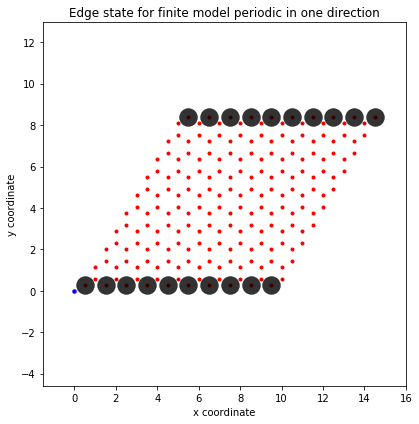 Edge state for finite model periodic in one direction
12
10
8
6
4
2
0
−2
−4
y coordinate
0 2 4 6 8 10 12 14 16
x coordinate